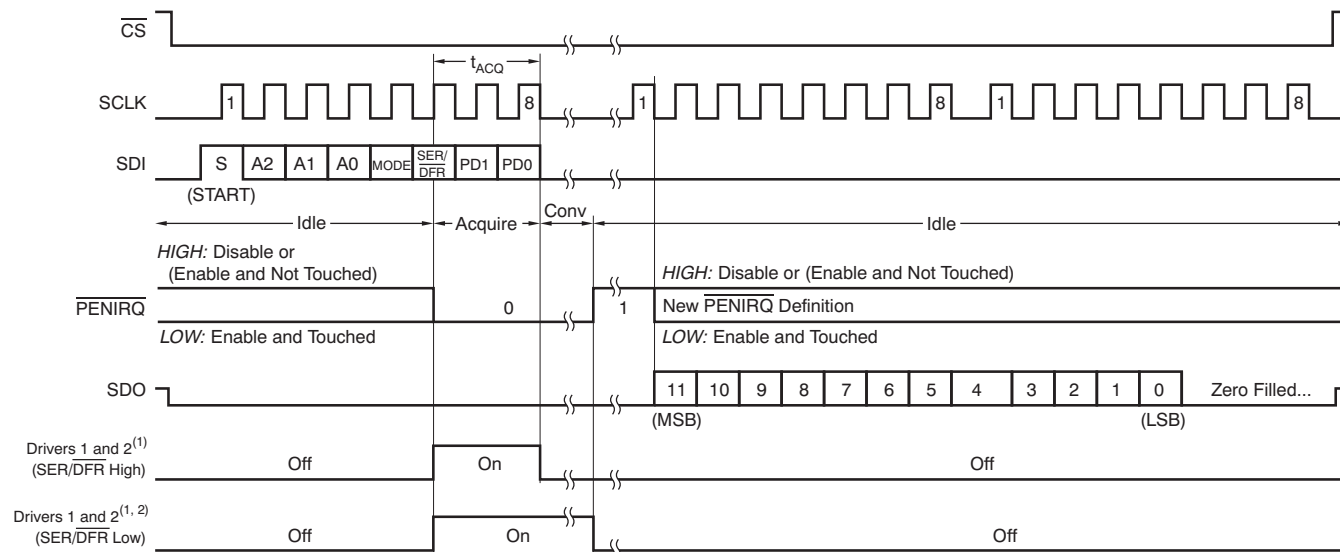 CS
t_ACQ
SCLK 1 8 1 8 1 8
SDI S A2 A1 A0 MODE SER/DFR PD1 PD0
(START)
Idle Acquire Conv Idle
HIGH: Disable or
(Enable and Not Touched)
HIGH: Disable or (Enable and Not Touched)
PENIRQ 0 1 New PENIRQ Definition
LOW: Enable and Touched
LOW: Enable and Touched
SDO 11 10 9 8 7 6 5 4 3 2 1 0 Zero Filled...
(MSB) (LSB)
Drivers 1 and 2(1)
(SER/DFR High)
Off On Off
Drivers 1 and 2(1, 2)
(SER/DFR Low)
Off On Off